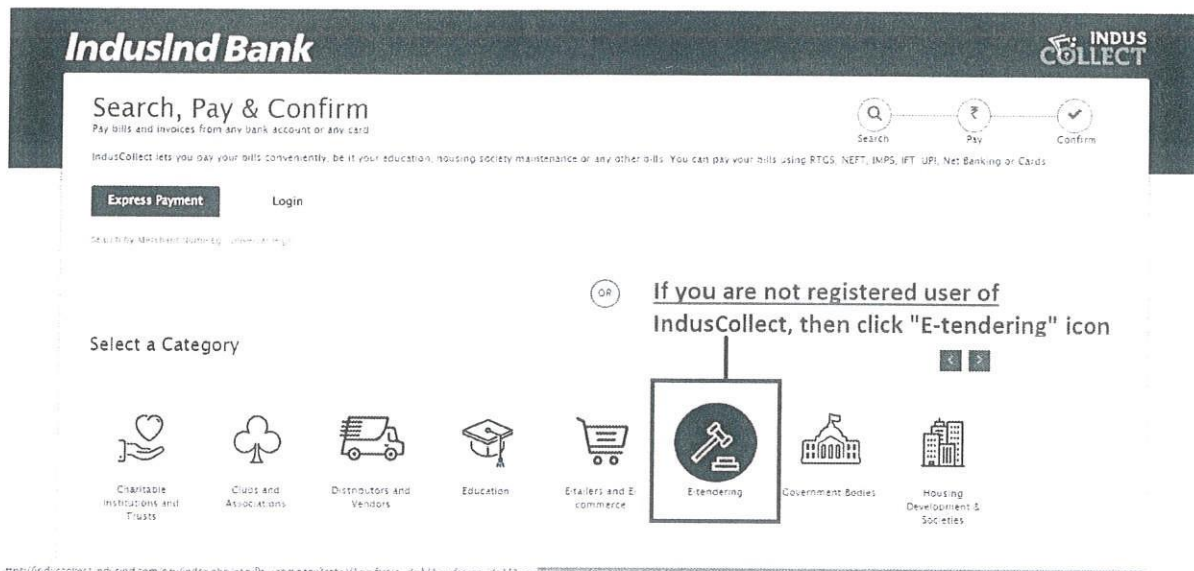 IndusInd Bank
INDUS
COLLECT
Search, Pay & Confirm
Pay bills and invoices from any bank account or any card
Search
Pay
Confirm
IndusCollect lets you pay your bills conveniently, be it your education, housing society maintenance or any other bills. You can pay your bills using RTGS, NEFT, IMPS, IFT, UPI, Net Banking or Cards
Express Payment
Login
Search by Merchant Name
OR
If you are not registered user of
IndusCollect, then click "E-tendering" icon
Select a Category
< >
Charitable
Institutions and
Trusts
Clubs and
Associations
Distributors and
Vendors
Education
E-tailers and E-
commerce
E-tendering
Government Bodies
Housing
Development &
Societies